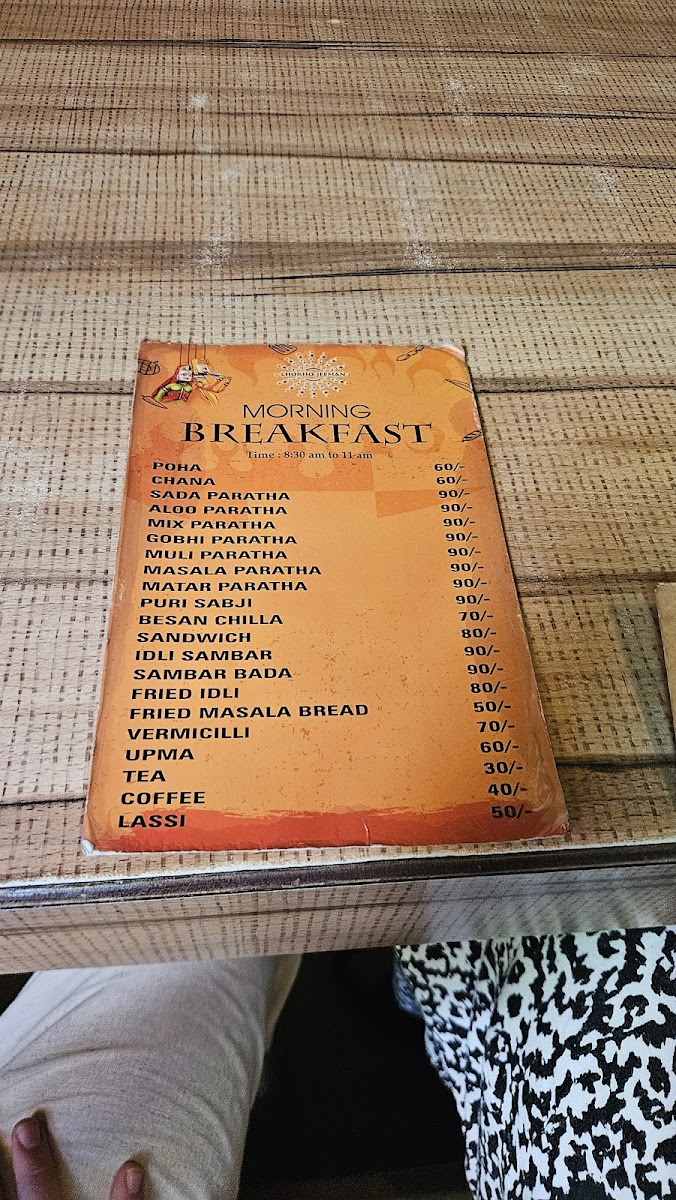 CHOKHO JEEMAN
MORNING
BREAKFAST
Time : 8:30 am to 11-am
POHA 60/-
CHANA 60/-
SADA PARATHA 90/-
ALOO PARATHA 90/-
MIX PARATHA 90/-
GOBHI PARATHA 90/-
MULI PARATHA 90/-
MASALA PARATHA 90/-
MATAR PARATHA 90/-
PURI SABJI 90/-
BESAN CHILLA 70/-
SANDWICH 80/-
IDLI SAMBAR 90/-
SAMBAR BADA 90/-
FRIED IDLI 80/-
FRIED MASALA BREAD 50/-
VERMICILLI 70/-
UPMA 60/-
TEA 30/-
COFFEE 40/-
LASSI 50/-